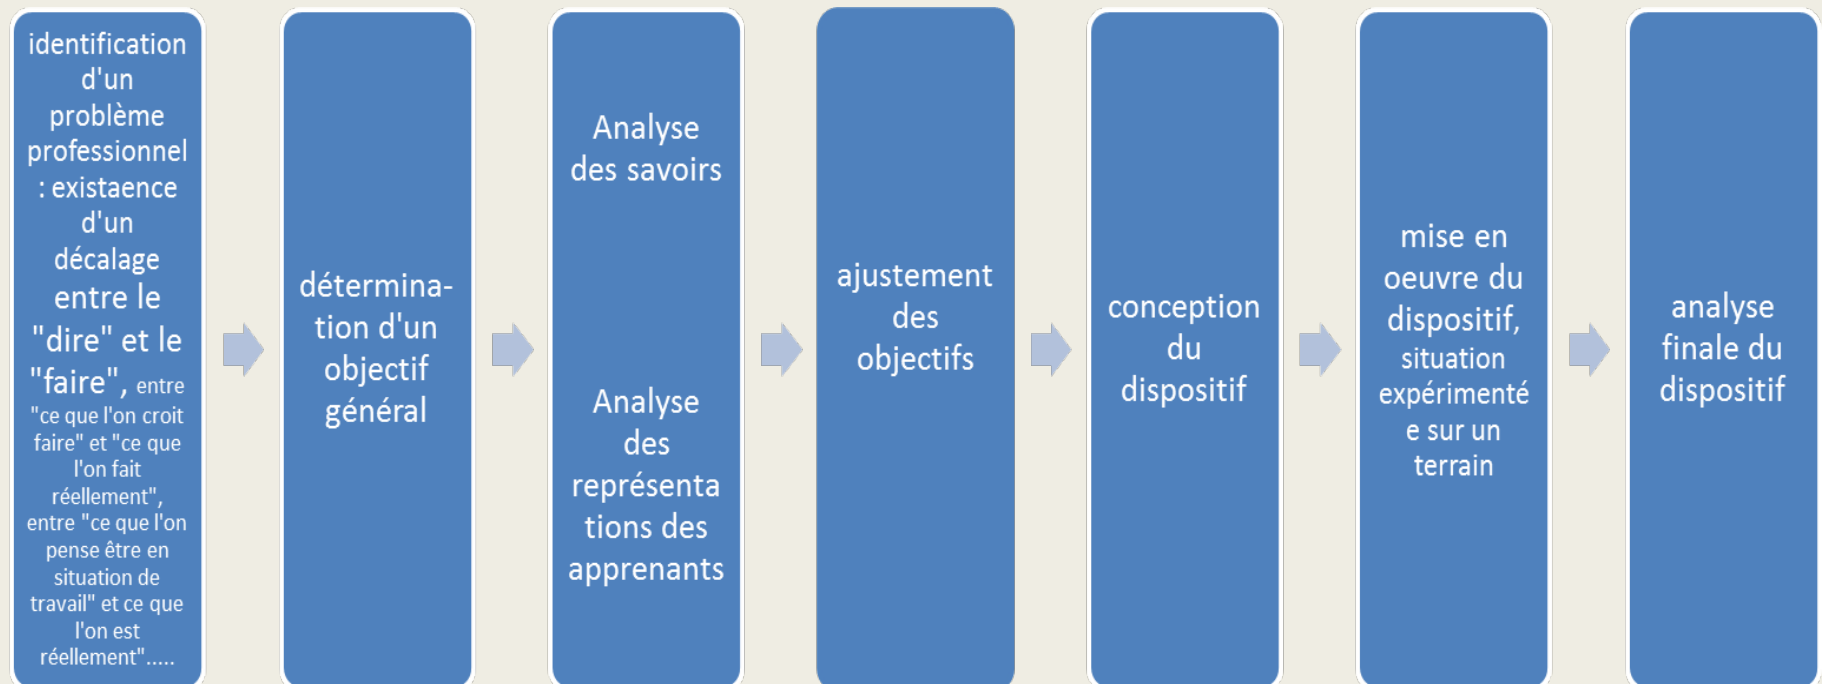 identification
d'un
problème
professionnel
: existaence
d'un
décalage
entre le
"dire" et le
"faire", entre
"ce que l'on croit
faire" et "ce que
l'on fait
réellement",
entre "ce que l'on
pense être en
situation de
travail" et ce que
l'on est
réellement".....
détermina-
tion d'un
objectif
général
Analyse
des savoirs
Analyse
des
représenta
tions des
apprenants
ajustement
des
objectifs
conception
du
dispositif
mise en
oeuvre du
dispositif,
situation
expérimenté
e sur un
terrain
analyse
finale du
dispositif